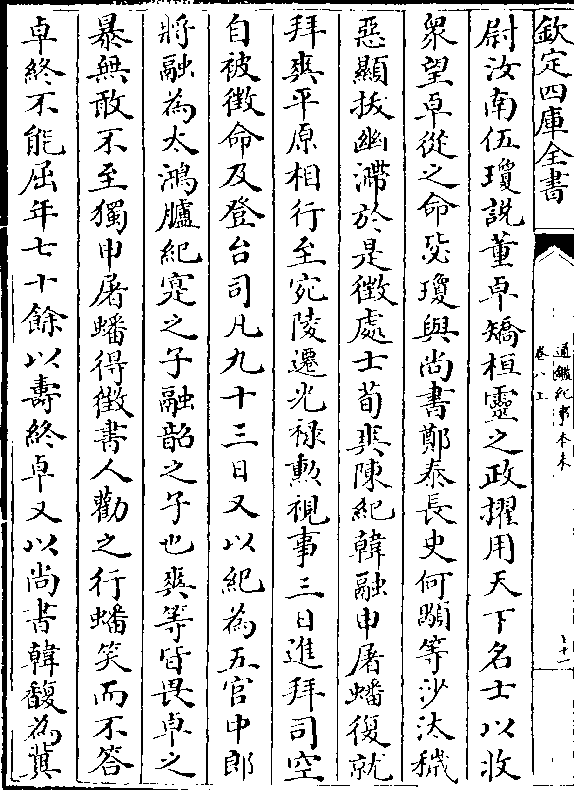 欽定四庫全書
通鑑紀事本末
卷八上
尉汝南伍瓊說董卓矯桓靈之政擢用天下名士以收
衆望卓從之命毖瓊與尚書鄭泰長史何顒等沙汰穢
惡顯拔幽滯於是徵處士荀爽陳紀韓融申屠蟠復就
拜爽平原相行至宛陵遷光禄勲視事三日進拜司空
自被徵命及登台司凡九十三日又以紀為五官中郎
將融為大鴻臚紀寔之子融韶之子也爽等皆畏卓之
暴無敢不至獨申屠蟠得徵書人勸之行蟠笑而不答
卓終不能屈年七十餘以壽終卓又以尚書韓馥為冀